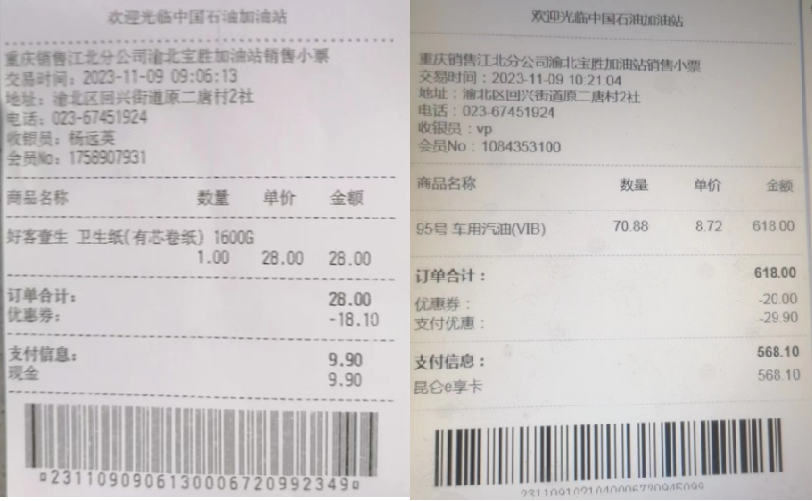 欢迎光临中国石油加油站
重庆销售江北分公司渝北宝胜加油站销售小票
交易时间：2023-11-09 09:06:13
地址：渝北区回兴街道原二唐村2社
电话：023-67451924
收银员：杨远英
会员No：1758907931
商品名称 数量 单价 金额
好客壹生 卫生纸(有芯卷纸) 1600G
1.00 28.00 28.00
订单合计： 28.00
优惠券： -18.10
支付信息： 9.90
现金 9.90
¤2311090906130006720992349¤
欢迎光临中国石油加油站
重庆销售江北分公司渝北宝胜加油站销售小票
交易时间：2023-11-09 10:21:04
地址：渝北区回兴街道原二唐村2社
电话：023-67451924
收银员：vp
会员No：1084353100
商品名称 数量 单价 金额
95号 车用汽油(VIB) 70.88 8.72 618.00
订单合计： 618.00
优惠券： -20.00
支付优惠： -29.90
支付信息： 568.10
昆仑e享卡 568.10